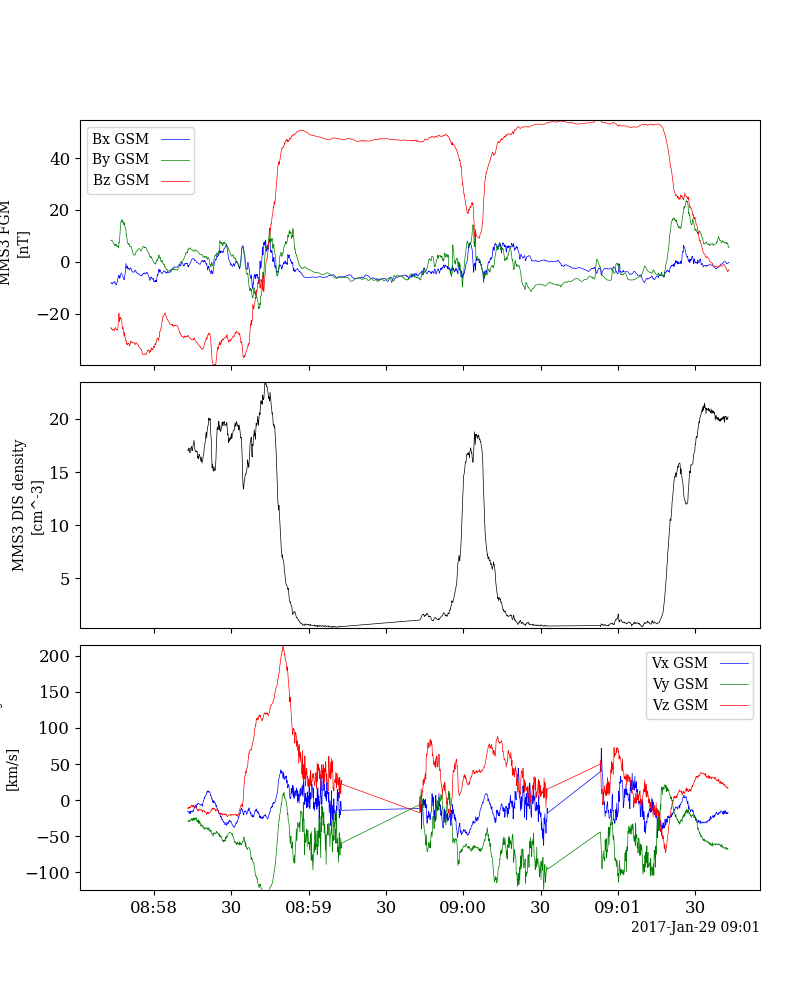 MMS3 FGM
[nT]
40
20
0
−20
Bx GSM
By GSM
Bz GSM
MMS3 DIS density
[cm^-3]
20
15
10
5
[km/s]
200
150
100
50
0
−50
−100
Vx GSM
Vy GSM
Vz GSM
08:58 30 08:59 30 09:00 30 09:01 30
2017-Jan-29 09:01